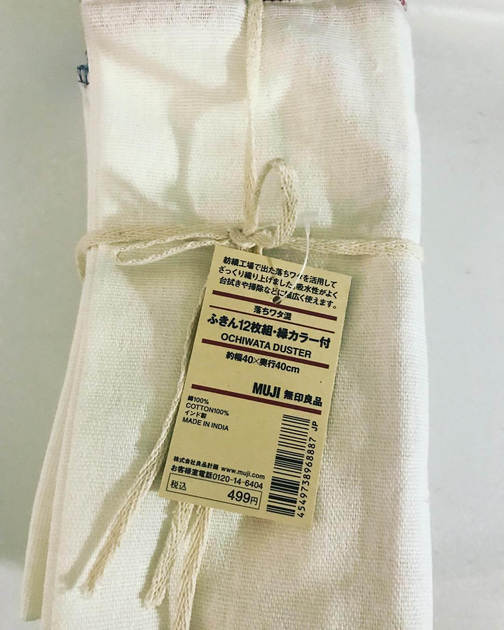 紡績工場で出た落ちワタを活用して
ざっくり織り上げました。吸水性がよく
台拭きや掃除などに幅広く使えます。
落ちワタ混
ふきん12枚組・縁カラー付
OCHIWATA DUSTER
約幅40×奥行40cm
MUJI 無印良品
綿100%
COTTON100%
インド製
MADE IN INDIA
株式会社良品計画 www.muji.com
お客様室電話0120-14-6404
税込 499円
4549738968887 JP